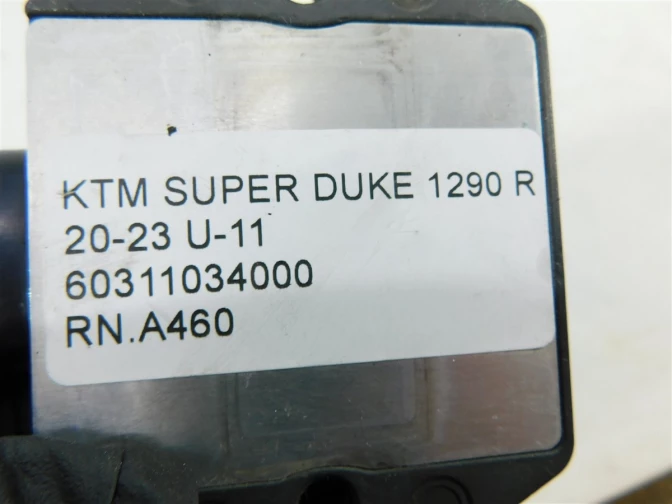 KTM SUPER DUKE 1290 R
20-23 U-11
60311034000
RN.A460